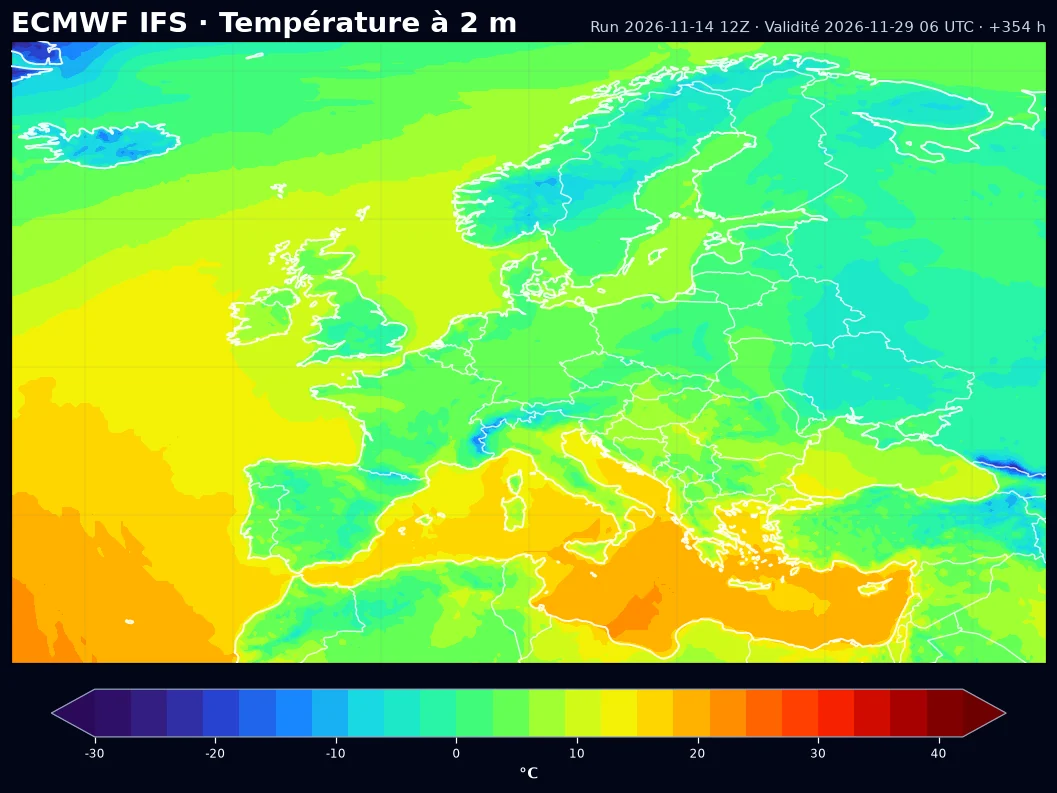 ECMWF IFS · Température à 2 m
Run 2026-11-14 12Z · Validité 2026-11-29 06 UTC · +354 h
-30 -20 -10 0 10 20 30 40
°C